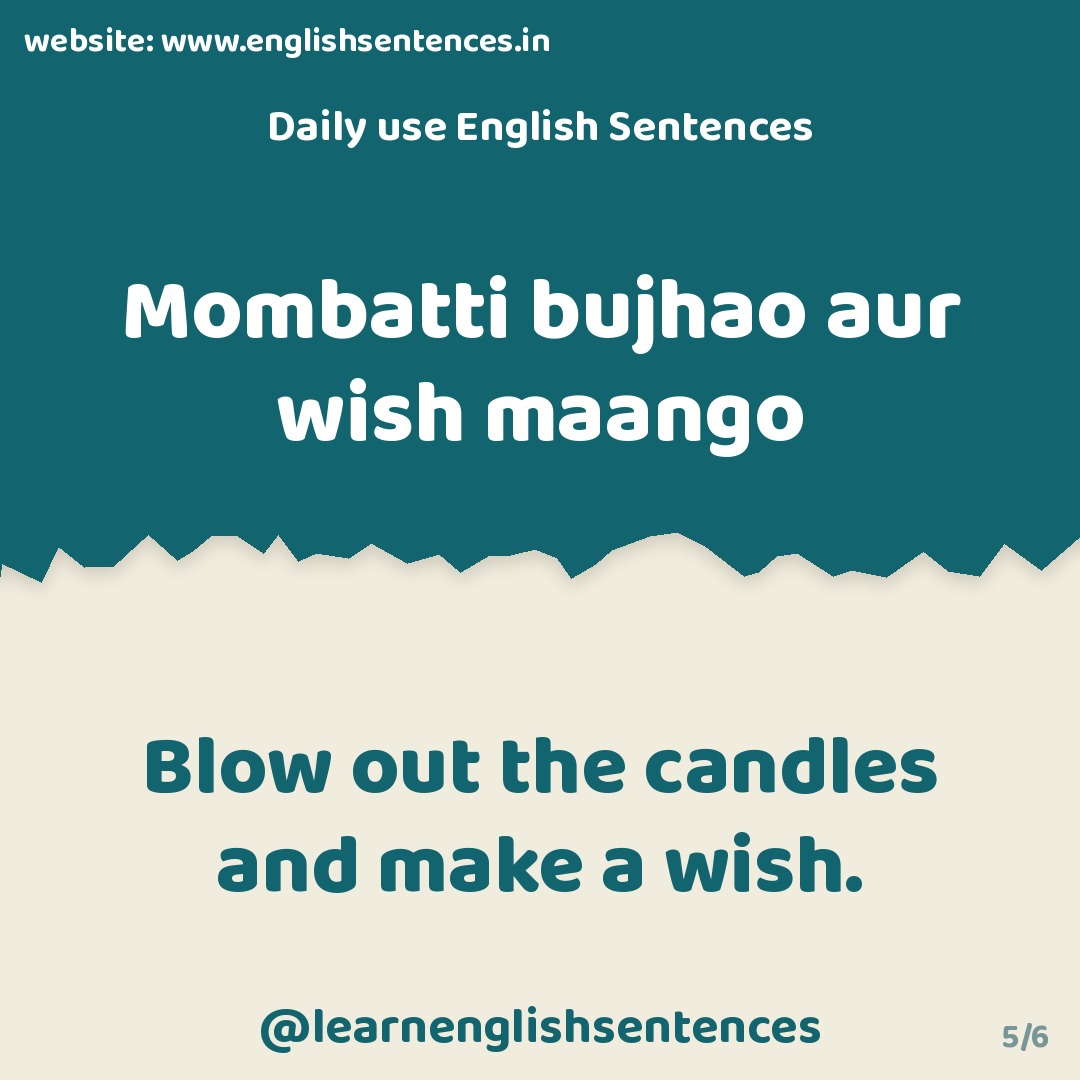 website: www.englishsentences.in
Daily use English Sentences
Mombatti bujhao aur
wish maango
Blow out the candles
and make a wish.
@learnenglishsentences
5/6